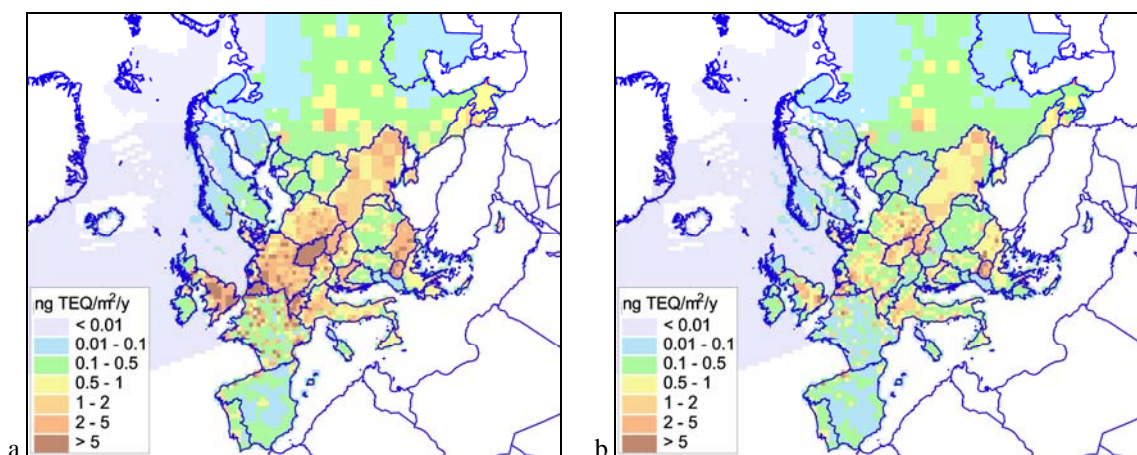 ng TEQ/m²/y
< 0.01
0.01 - 0.1
0.1 - 0.5
0.5 - 1
1 - 2
2 - 5
> 5
a
ng TEQ/m²/y
< 0.01
0.01 - 0.1
0.1 - 0.5
0.5 - 1
1 - 2
2 - 5
> 5
b